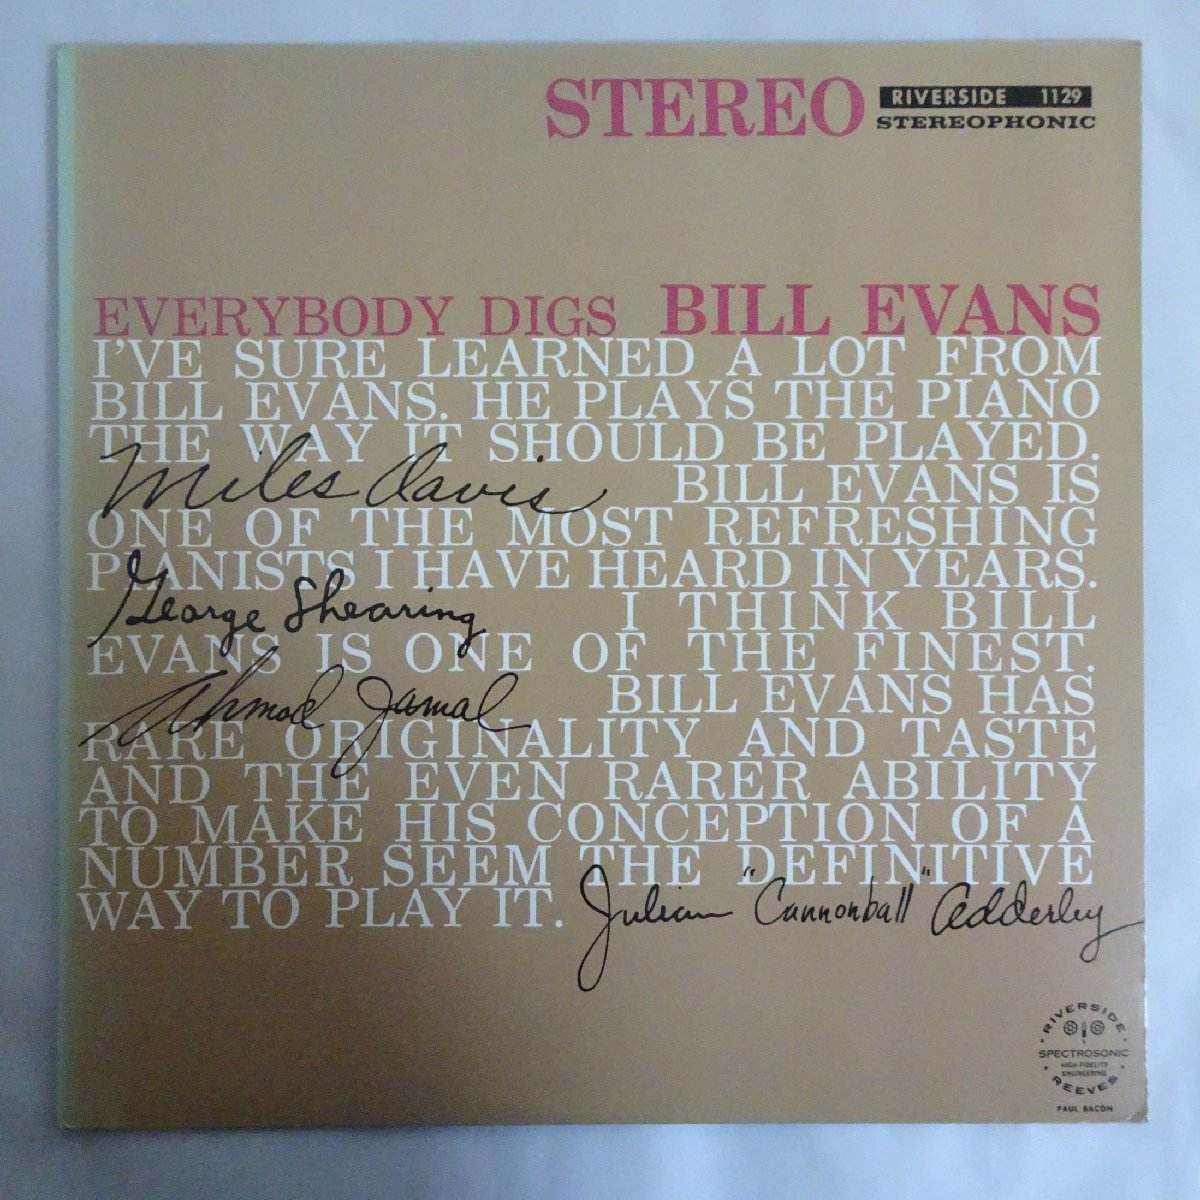 STEREO RIVERSIDE 1129
STEREOPHONIC
EVERYBODY DIGS BILL EVANS
I'VE SURE LEARNED A LOT FROM
BILL EVANS. HE PLAYS THE PIANO
THE WAY IT SHOULD BE PLAYED.
Miles Davis BILL EVANS IS
ONE OF THE MOST REFRESHING
PIANISTS I HAVE HEARD IN YEARS.
George Shearing I THINK BILL
EVANS IS ONE OF THE FINEST.
Ahmad Jamal BILL EVANS HAS
RARE ORIGINALITY AND TASTE
AND THE EVEN RARER ABILITY
TO MAKE HIS CONCEPTION OF A
NUMBER SEEM THE DEFINITIVE
WAY TO PLAY IT. Julian "Cannonball" Adderley
RIVERSIDE
SPECTROSONIC
HIGH FIDELITY
ENGINEERING
REEVES
PAUL BACON